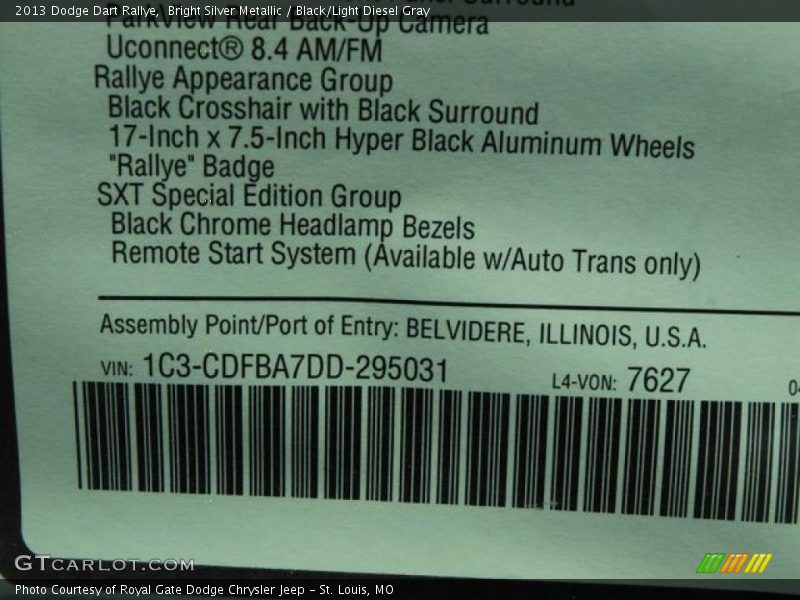 2013 Dodge Dart Rallye, Bright Silver Metallic / Black/Light Diesel Gray
Surround
ParkView Rear Back-Up Camera
Uconnect® 8.4 AM/FM
Rallye Appearance Group
Black Crosshair with Black Surround
17-Inch x 7.5-Inch Hyper Black Aluminum Wheels
"Rallye" Badge
SXT Special Edition Group
Black Chrome Headlamp Bezels
Remote Start System (Available w/Auto Trans only)
Assembly Point/Port of Entry: BELVIDERE, ILLINOIS, U.S.A.
VIN: 1C3-CDFBA7DD-295031 L4-VON: 7627
GTCARLOT.COM
Photo Courtesy of Royal Gate Dodge Chrysler Jeep – St. Louis, MO